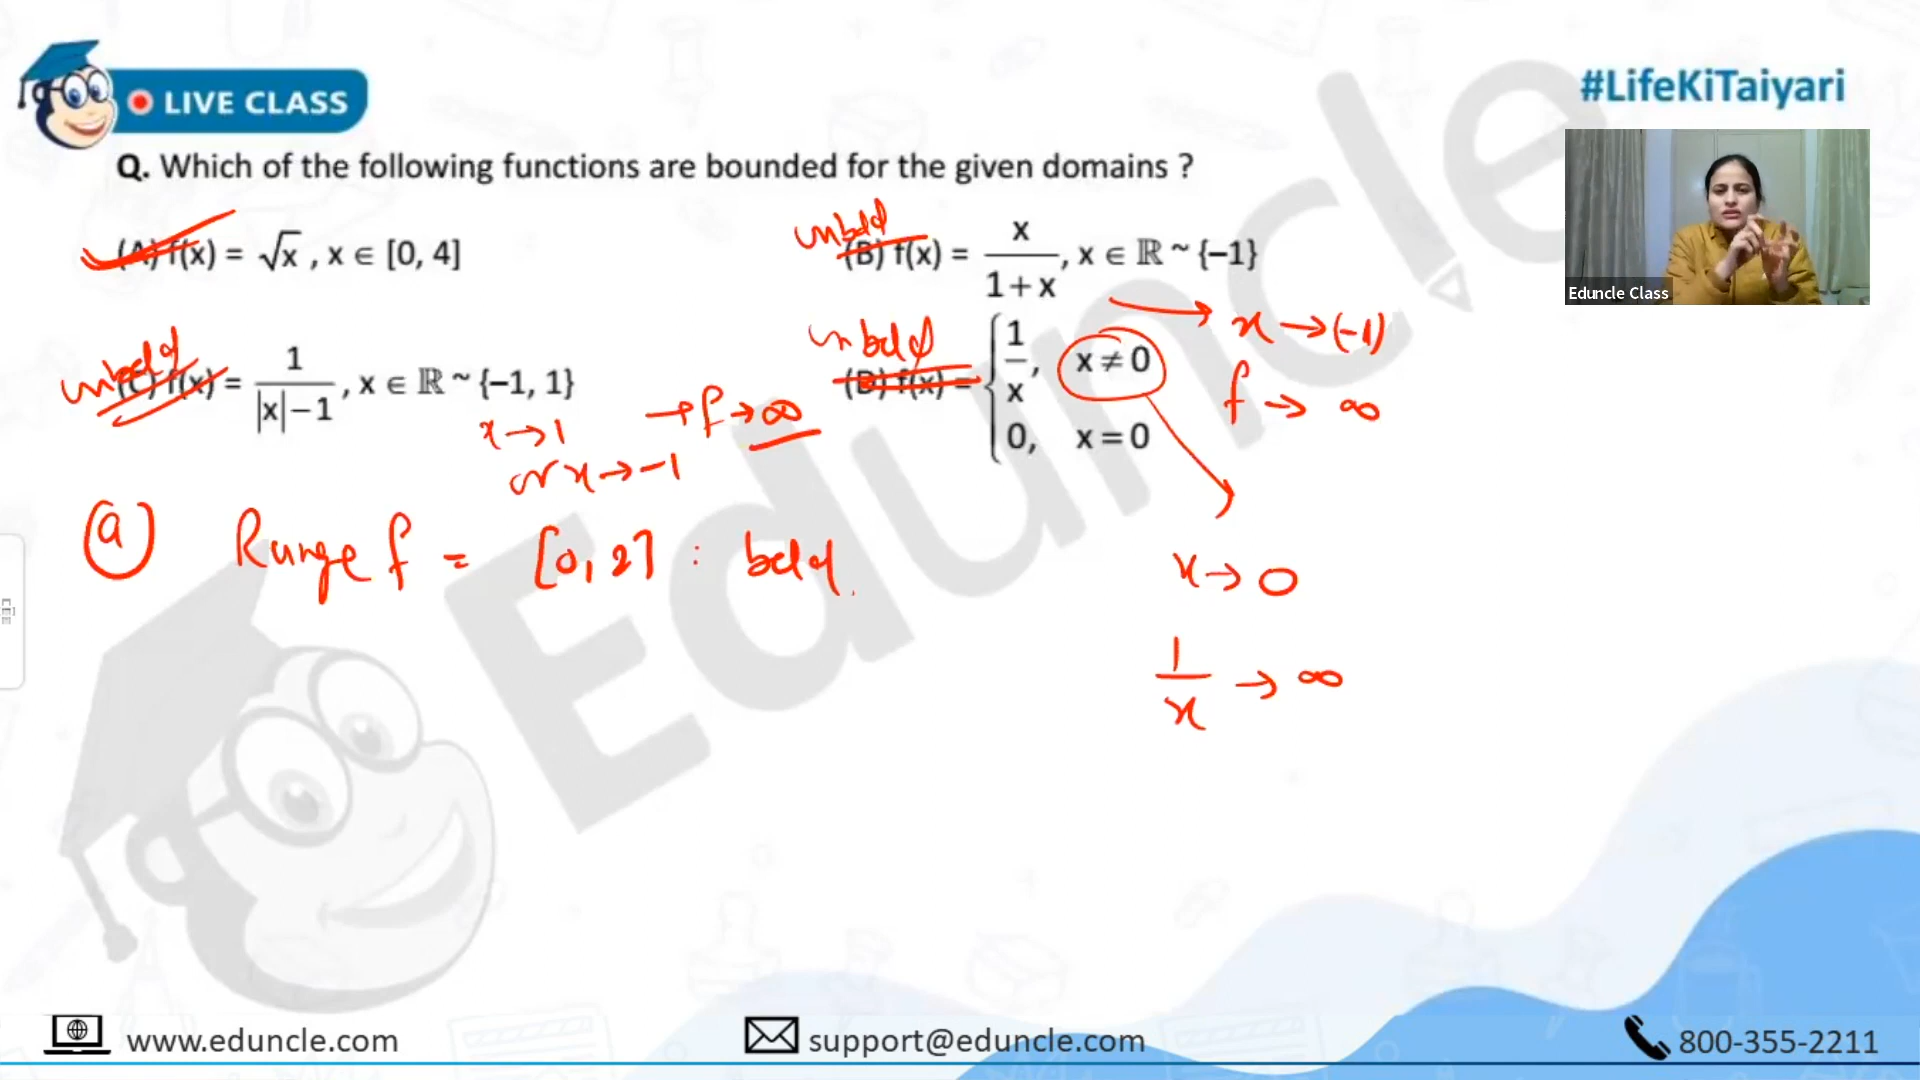 LIVE CLASS
#LifeKiTaiyari
Q. Which of the following functions are bounded for the given domains ?
unbdd
(A) f(x) = √x , x ∈ [0, 4]
(B) f(x) = x/(1+x), x ∈ ℝ ~ {–1}
Eduncle Class
unbdd
unbdd
(C) f(x) = 1/(|x|–1), x ∈ ℝ ~ {–1, 1}
(D) f(x) = { 1/x, x ≠ 0
0, x = 0
x → (-1)
f → ∞
x → 1 → f → ∞
or x → -1
(a) Range f = [0, 2] : bdd.
x → 0
1/x → ∞
Eduncle
www.eduncle.com
support@eduncle.com
800-355-2211